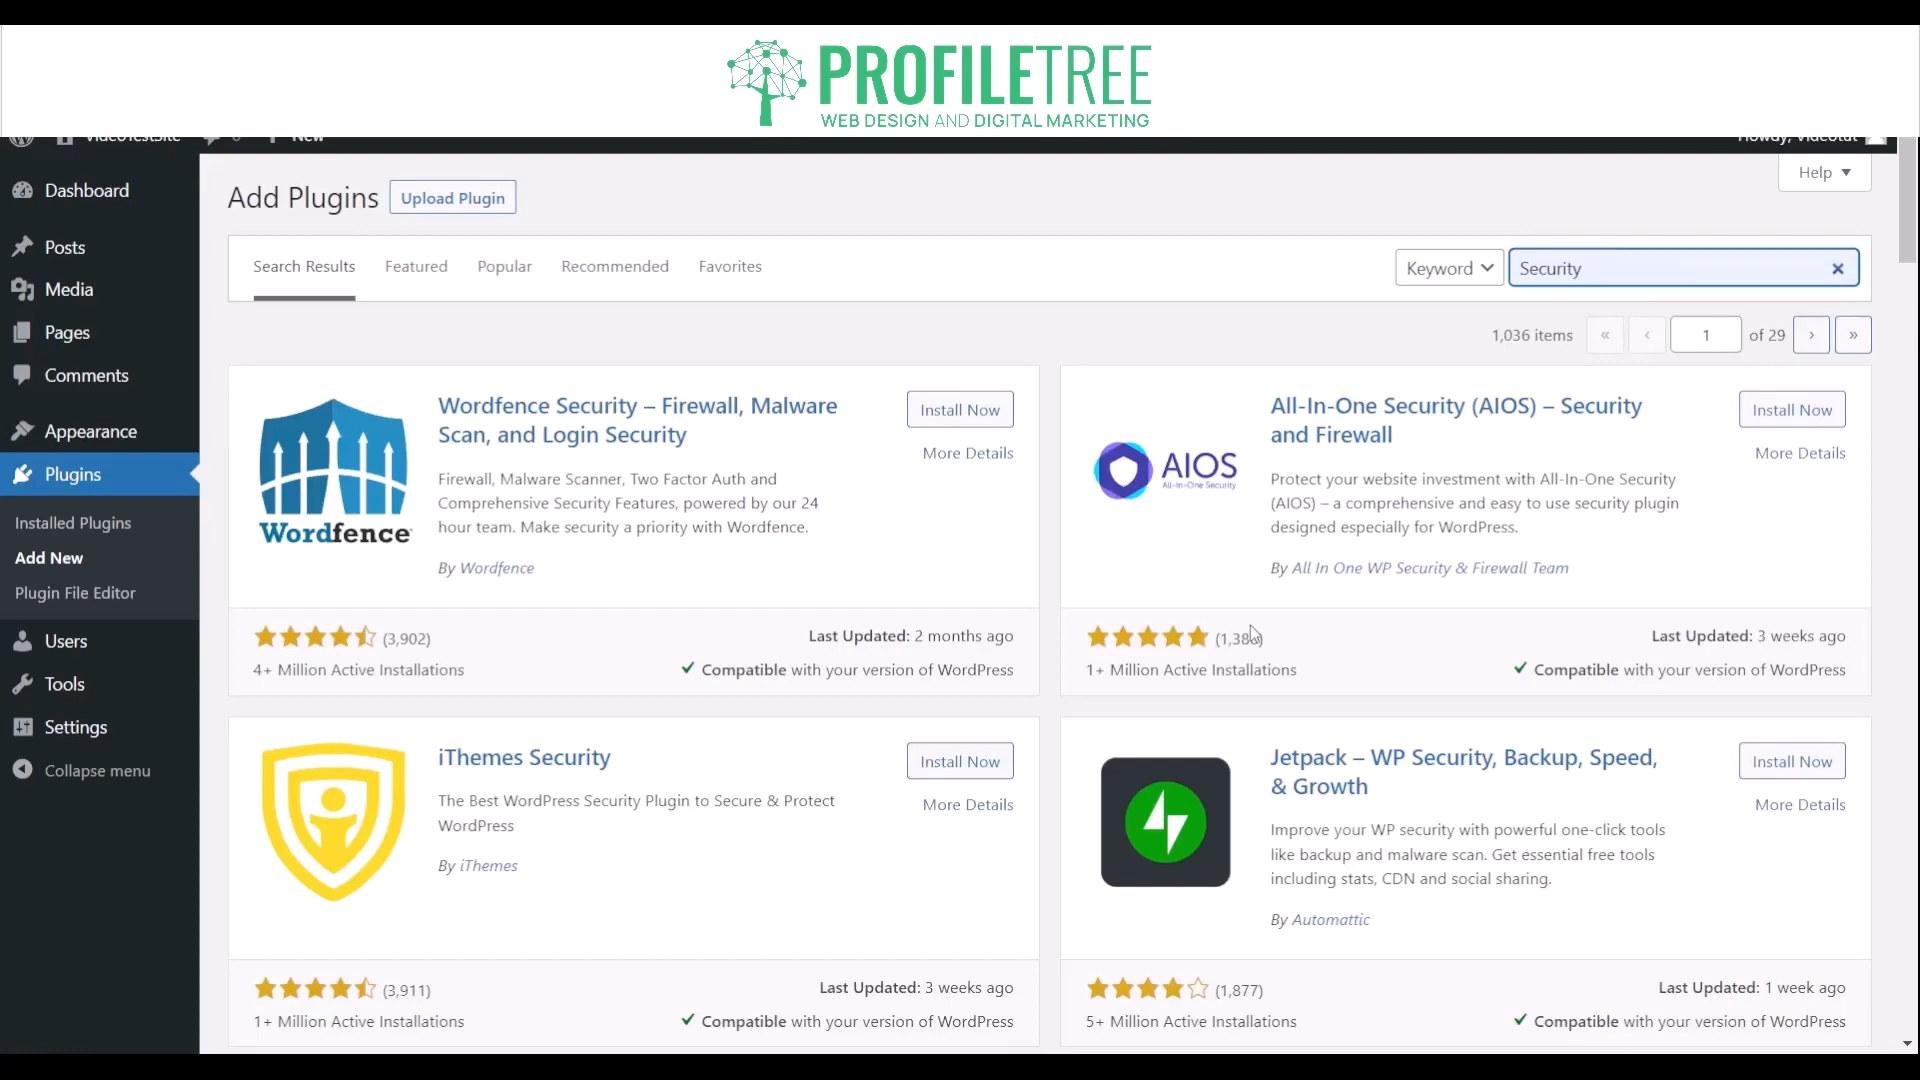 PROFILETREE
WEB DESIGN AND DIGITAL MARKETING
VideoTestSite
New
Howdy, videotut
Help
Dashboard
Posts
Media
Pages
Comments
Appearance
Plugins
Installed Plugins
Add New
Plugin File Editor
Users
Tools
Settings
Collapse menu
Add Plugins
Upload Plugin
Search Results
Featured
Popular
Recommended
Favorites
Keyword
Security
1,036 items
«
‹
1
of 29
›
»
Wordfence
Wordfence Security – Firewall, Malware
Scan, and Login Security
Install Now
More Details
Firewall, Malware Scanner, Two Factor Auth and
Comprehensive Security Features, powered by our 24
hour team. Make security a priority with Wordfence.
By Wordfence
(3,902)
Last Updated: 2 months ago
4+ Million Active Installations
Compatible with your version of WordPress
AIOS
All-In-One Security
All-In-One Security (AIOS) – Security
and Firewall
Install Now
More Details
Protect your website investment with All-In-One Security
(AIOS) – a comprehensive and easy to use security plugin
designed especially for WordPress.
By All In One WP Security & Firewall Team
Last Updated: 3 weeks ago
1+ Million Active Installations
Compatible with your version of WordPress
iThemes Security
Install Now
More Details
The Best WordPress Security Plugin to Secure & Protect
WordPress
By iThemes
(3,911)
Last Updated: 3 weeks ago
1+ Million Active Installations
Compatible with your version of WordPress
Jetpack – WP Security, Backup, Speed,
& Growth
Install Now
More Details
Improve your WP security with powerful one-click tools
like backup and malware scan. Get essential free tools
including stats, CDN and social sharing.
By Automattic
(1,877)
Last Updated: 1 week ago
5+ Million Active Installations
Compatible with your version of WordPress